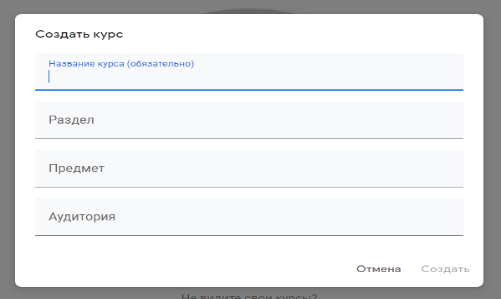 Создать курс
Название курса (обязательно)
Раздел
Предмет
Аудитория
Отмена Создать
Не видите свои курсы?